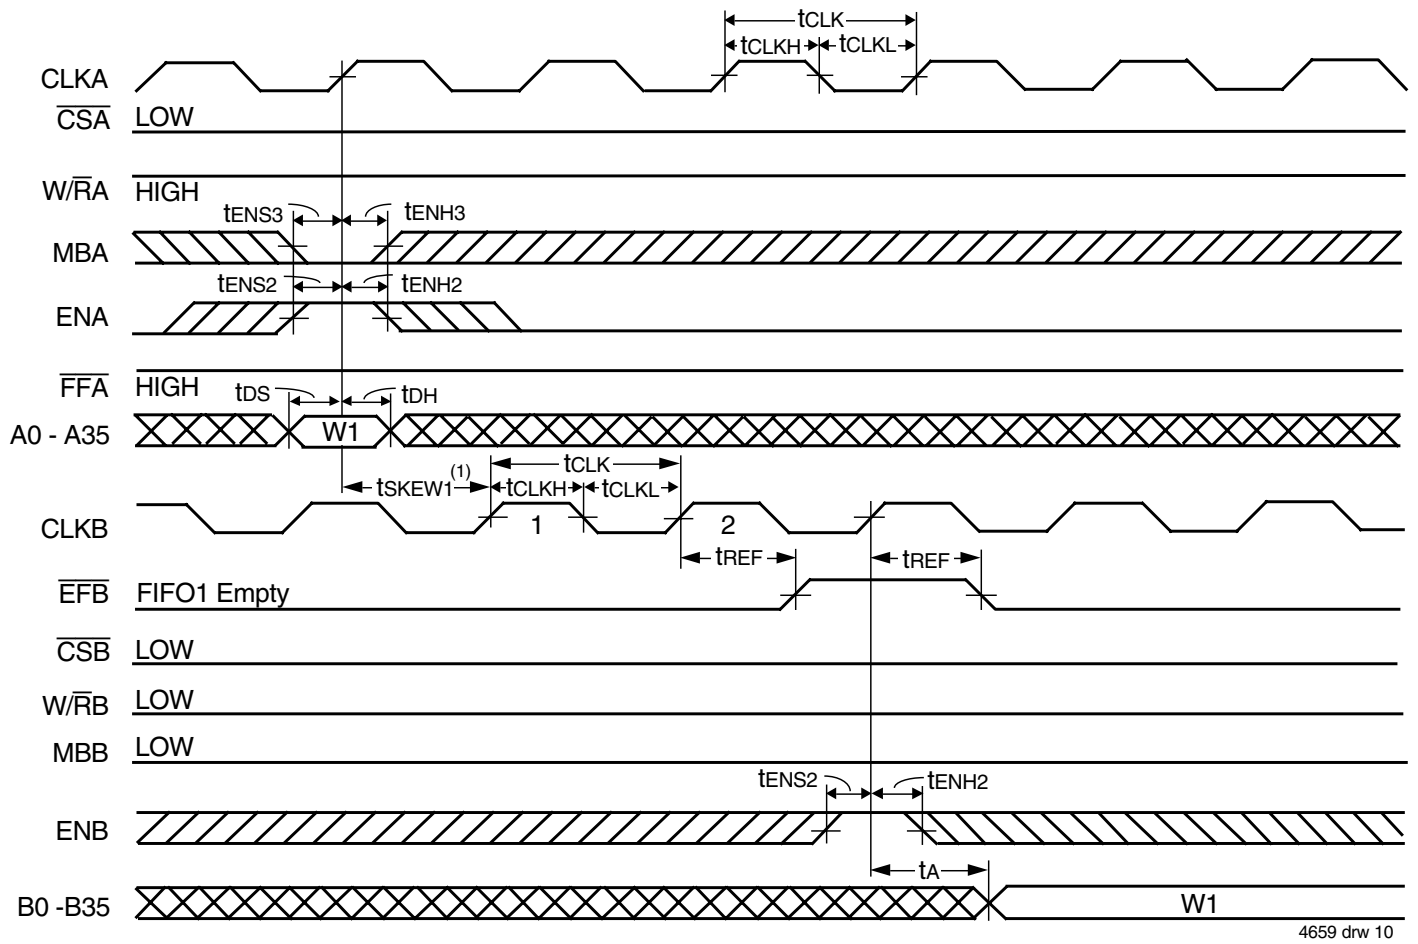 tCLK
tCLKH tCLKL
CLKA
CSA LOW
W/RA HIGH
tENS3 tENH3
MBA
tENS2 tENH2
ENA
FFA HIGH
tDS tDH
A0 - A35 W1
tCLK
tSKEW1(1) tCLKH tCLKL
CLKB 1 2
tREF tREF
EFB FIFO1 Empty
CSB LOW
W/RB LOW
MBB LOW
tENS2 tENH2
ENB
tA
B0 -B35 W1
4659 drw 10